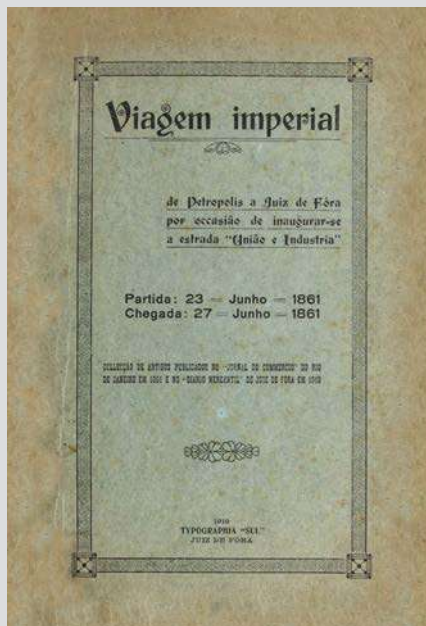 Viagem imperial
de Petropolis a Juiz de Fóra
por occasião de inaugurar-se
a estrada "União e Industria"
Partida: 23 — Junho — 1861
Chegada: 27 — Junho — 1861
COLLECÇÃO DE ARTIGOS PUBLICADOS NO "JORNAL DO COMMERCIO" DO RIO
DE JANEIRO EM 1861 E NO "DIARIO MERCANTIL" DE JUIZ DE FÓRA EM
TYPOGRAPHIA "SUL"
JUIZ DE FÓRA